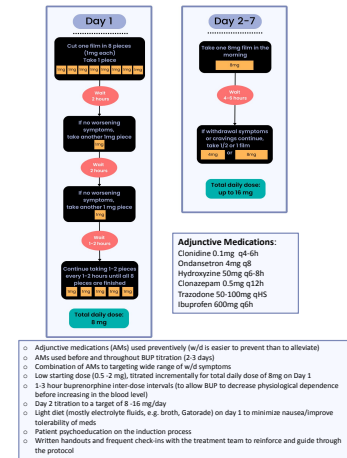 Day 1
Cut one film in 8 pieces
(1mg each)
Take 1 piece
1mg 1mg 1mg 1mg 1mg 1mg 1mg 1mg
Wait
2 hours
If no worsening
symptoms,
take another 1mg piece
1mg
Wait
2 hours
If no worsening
symptoms,
take another 1 mg piece
1mg
Wait
1-2 hours
Continue taking 1-2 pieces
every 1-2 hours until all 8
pieces are finished
1mg 1mg 1mg 1mg 1mg
Total daily dose:
8 mg
Day 2-7
Take one 8mg film in the
morning
8mg
Wait
4-6 hours
If withdrawal symptoms
or cravings continue,
take 1/2 or 1 film
4mg or 8mg
Total daily dose:
up to 16 mg
Adjunctive Medications:
Clonidine 0.1mg q4-6h
Ondansetron 4mg q8
Hydroxyzine 50mg q6-8h
Clonazepam 0.5mg q12h
Trazodone 50-100mg qHS
Ibuprofen 600mg q6h
○ Adjunctive medications (AMs) used preventively (w/d is easier to prevent than to alleviate)
○ AMs used before and throughout BUP titration (2-3 days)
○ Combination of AMs to targeting wide range of w/d symptoms
○ Low starting dose (0.5 -2 mg), titrated incrementally for total daily dose of 8mg on Day 1
○ 1-3 hour buprenorphine inter-dose intervals (to allow BUP to decrease physiological dependence
before increasing in the blood level)
○ Day 2 titration to a target of 8 -16 mg/day
○ Light diet (mostly electrolyte fluids, e.g. broth, Gatorade) on day 1 to minimize nausea/improve
tolerability of meds
○ Patient psychoeducation on the induction process
○ Written handouts and frequent check-ins with the treatment team to reinforce and guide through
the protocol